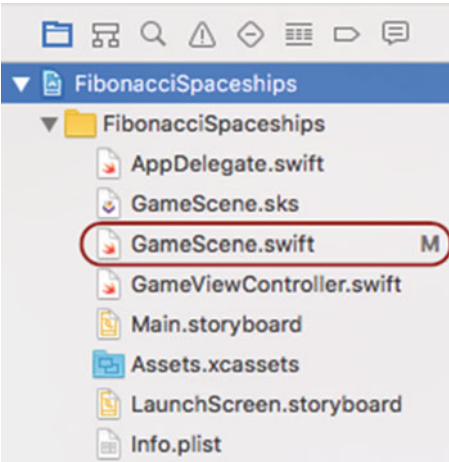 FibonacciSpaceships
FibonacciSpaceships
AppDelegate.swift
GameScene.sks
GameScene.swift M
GameViewController.swift
Main.storyboard
Assets.xcassets
LaunchScreen.storyboard
Info.plist